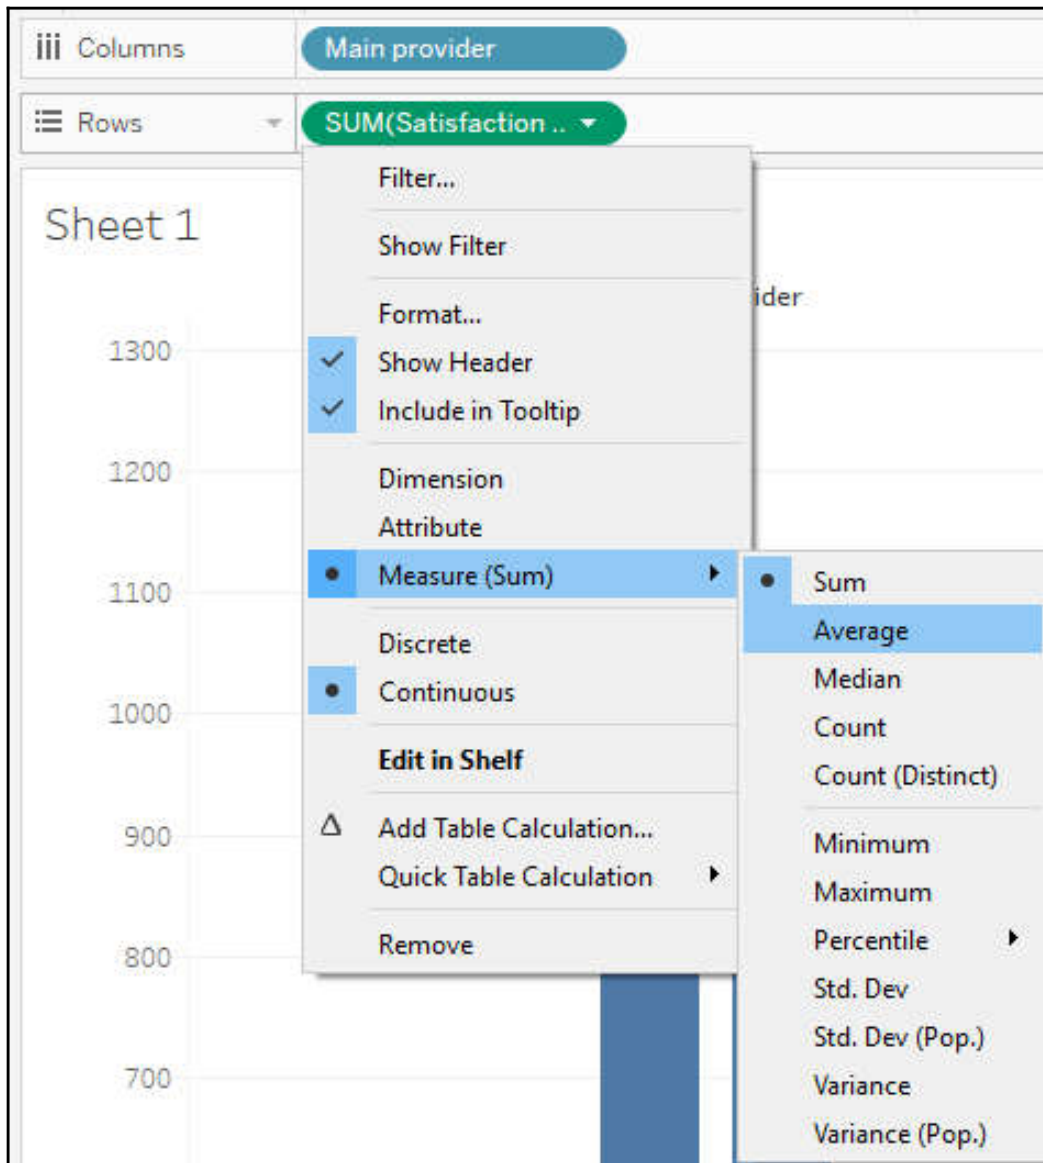 Columns
Main provider
Rows
SUM(Satisfaction ..
Sheet 1
ider
1300
1200
1100
1000
900
800
700
Filter...
Show Filter
Format...
Show Header
Include in Tooltip
Dimension
Attribute
Measure (Sum)
Discrete
Continuous
Edit in Shelf
Add Table Calculation...
Quick Table Calculation
Remove
Sum
Average
Median
Count
Count (Distinct)
Minimum
Maximum
Percentile
Std. Dev
Std. Dev (Pop.)
Variance
Variance (Pop.)